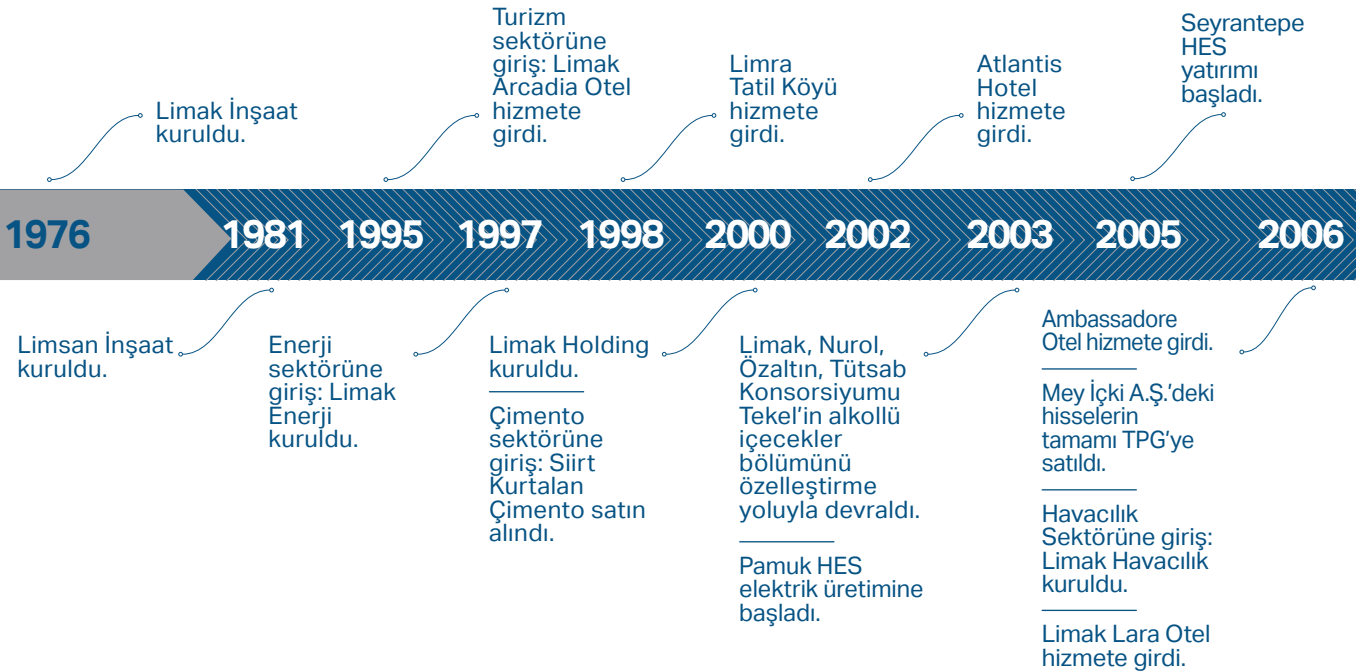 Limak İnşaat
kuruldu.
Turizm
sektörüne
giriş: Limak
Arcadia Otel
hizmete
girdi.
Limra
Tatil Köyü
hizmete
girdi.
Atlantis
Hotel
hizmete
girdi.
Seyrantepe
HES
yatırımı
başladı.
1976 1981 1995 1997 1998 2000 2002 2003 2005 2006
Limsan İnşaat
kuruldu.
Enerji
sektörüne
giriş: Limak
Enerji
kuruldu.
Limak Holding
kuruldu.
Çimento
sektörüne
giriş: Siirt
Kurtalan
Çimento satın
alındı.
Limak, Nurol,
Özaltın, Tütsab
Konsorsiyumu
Tekel’in alkollü
içecekler
bölümünü
özelleştirme
yoluyla devraldı.
Pamuk HES
elektrik üretimine
başladı.
Ambassadore
Otel hizmete girdi.
Mey İçki A.Ş.’deki
hisselerin
tamamı TPG’ye
satıldı.
Havacılık
Sektörüne giriş:
Limak Havacılık
kuruldu.
Limak Lara Otel
hizmete girdi.